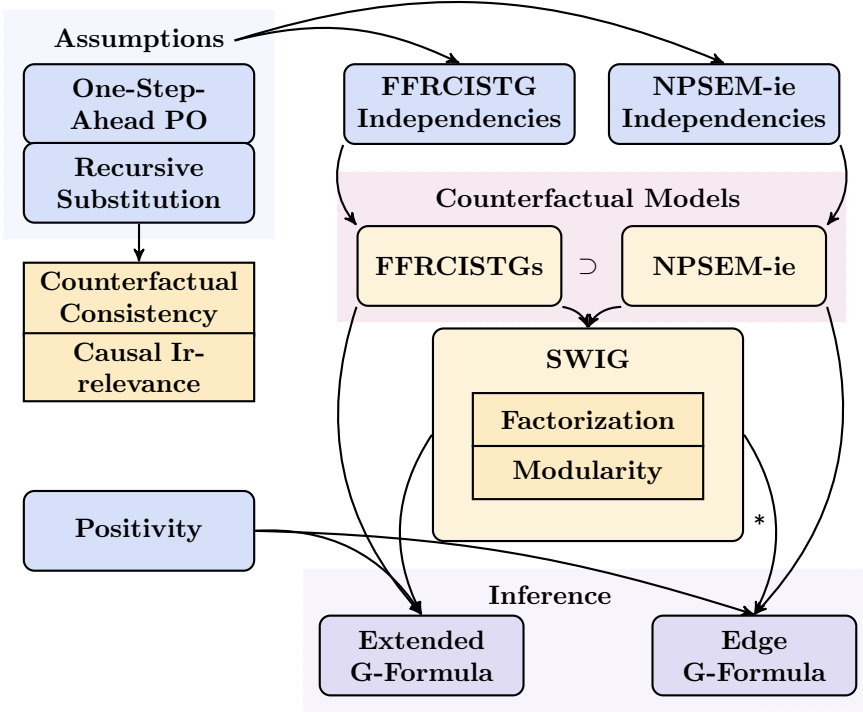 Assumptions
One-Step-
Ahead PO
Recursive
Substitution
Counterfactual
Consistency
Causal Ir-
relevance
Positivity
FFRCISTG
Independencies
NPSEM-ie
Independencies
Counterfactual Models
FFRCISTGs ⊃ NPSEM-ie
SWIG
Factorization
Modularity
*
Inference
Extended
G-Formula
Edge
G-Formula